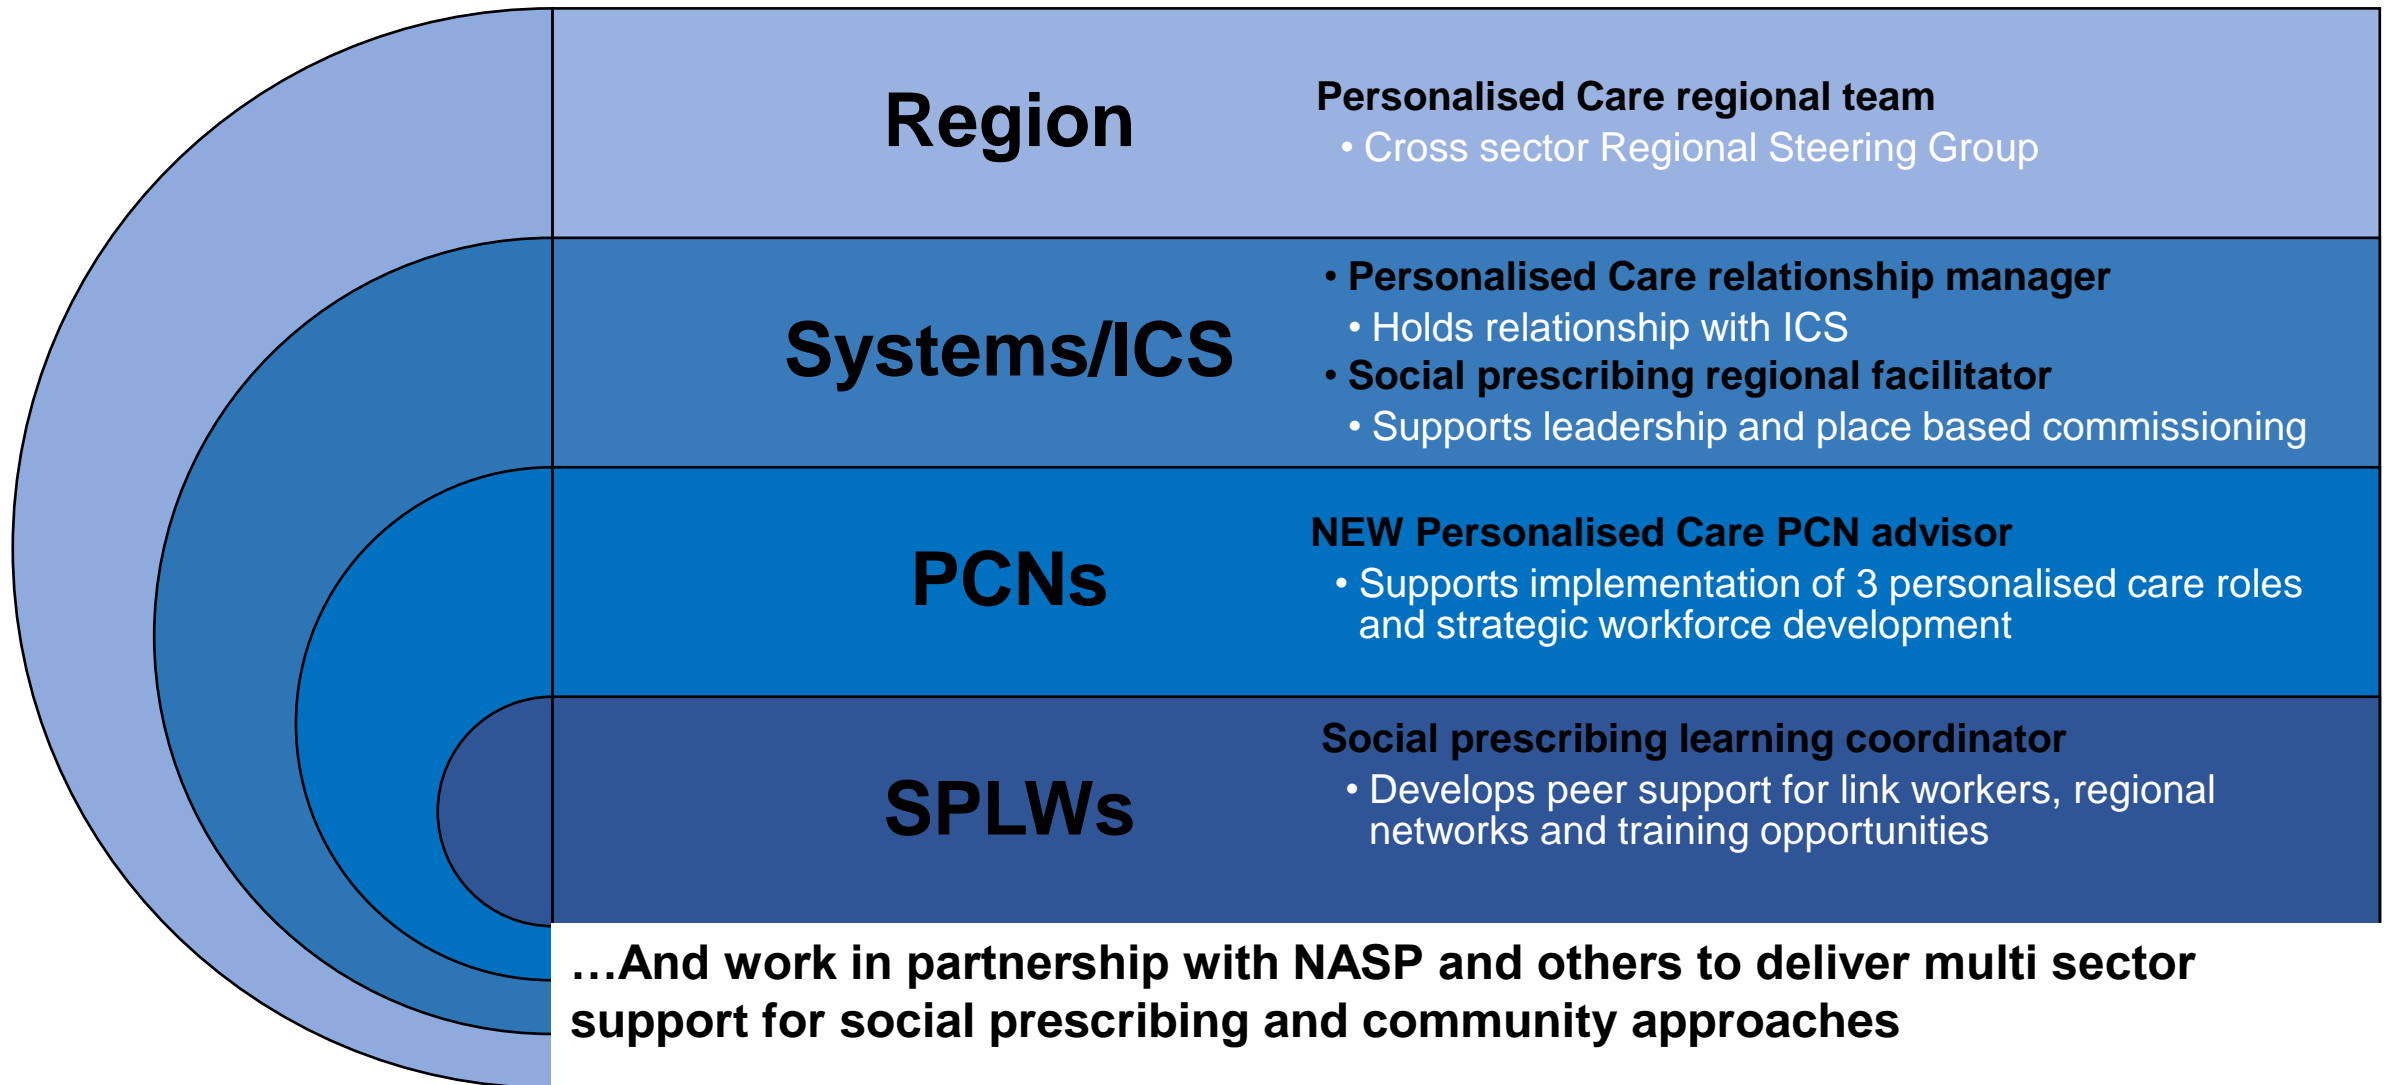 Region
Personalised Care regional team
• Cross sector Regional Steering Group
Systems/ICS
• Personalised Care relationship manager
• Holds relationship with ICS
• Social prescribing regional facilitator
• Supports leadership and place based commissioning
PCNs
NEW Personalised Care PCN advisor
• Supports implementation of 3 personalised care roles
and strategic workforce development
SPLWs
Social prescribing learning coordinator
• Develops peer support for link workers, regional
networks and training opportunities
…And work in partnership with NASP and others to deliver multi sector
support for social prescribing and community approaches